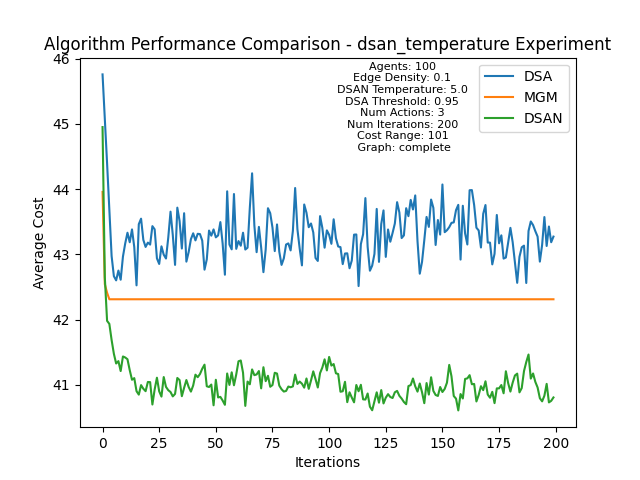 Algorithm Performance Comparison - dsan_temperature Experiment
46
45
44
43
42
41
Average Cost
Agents: 100
Edge Density: 0.1
DSAN Temperature: 5.0
DSA Threshold: 0.95
Num Actions: 3
Num Iterations: 200
Cost Range: 101
Graph: complete
DSA
MGM
DSAN
0 25 50 75 100 125 150 175 200
Iterations